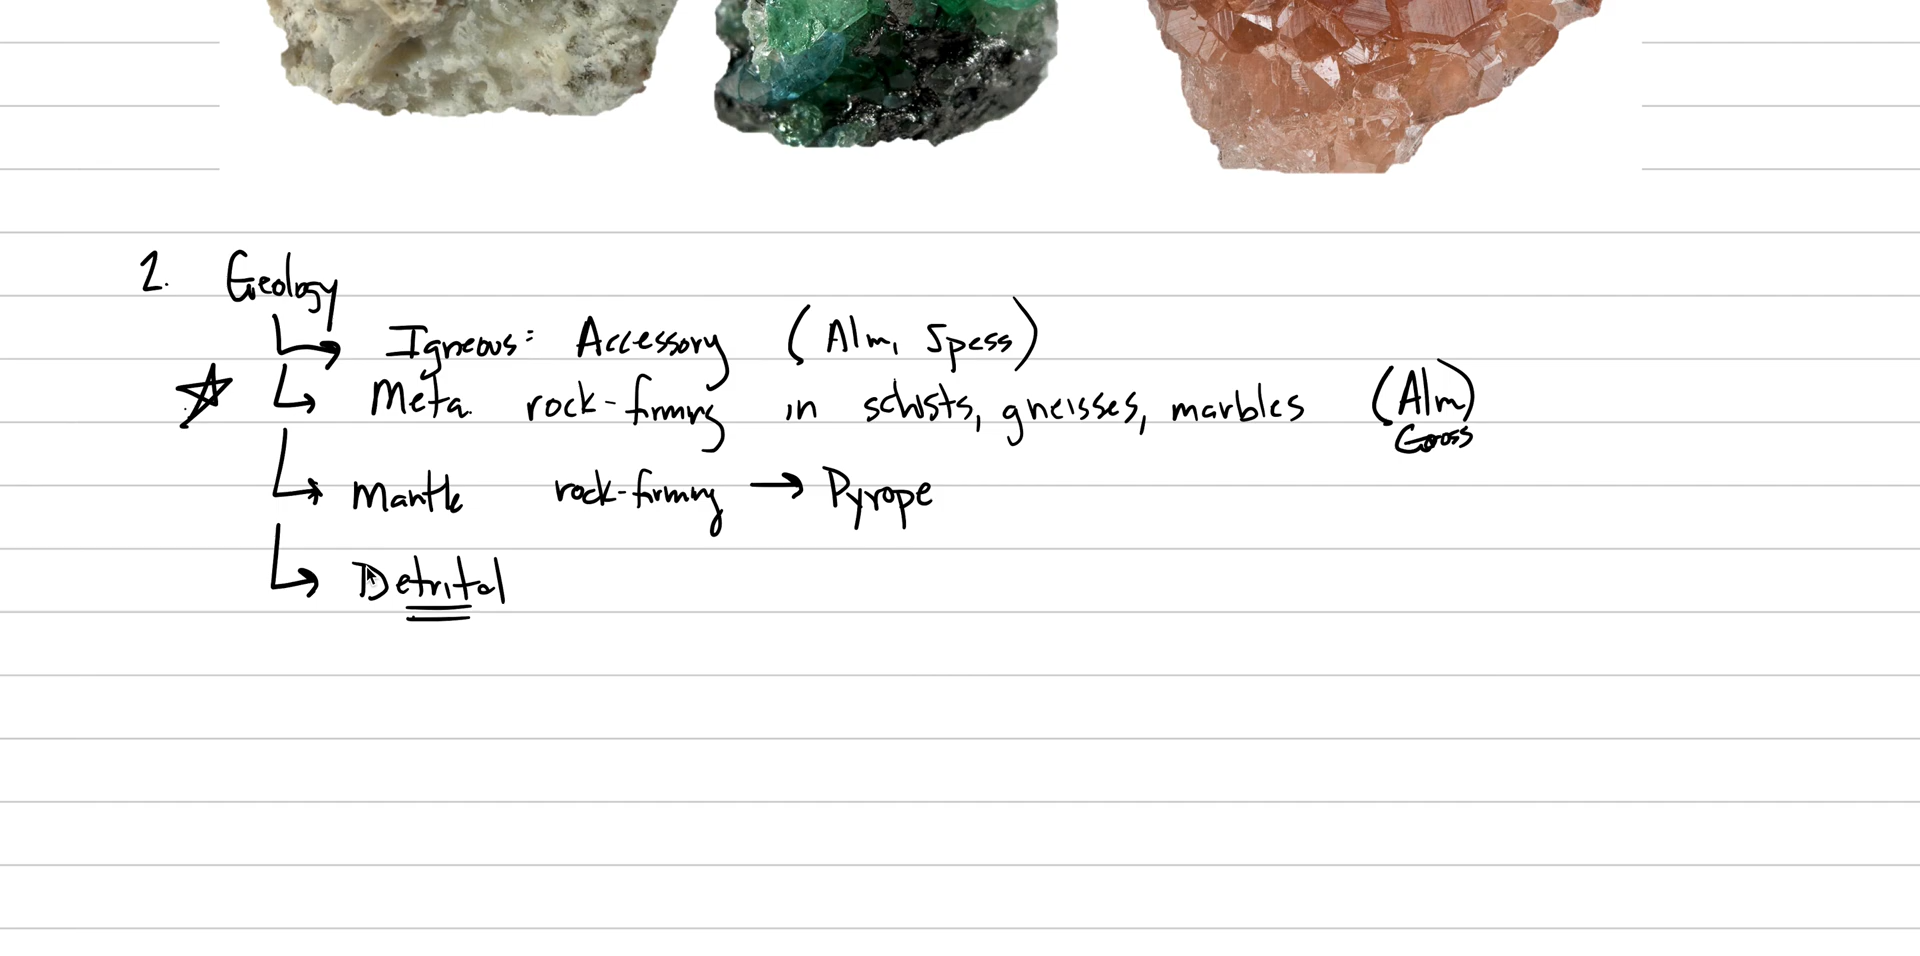 2. Geology
Igneous: Accessory (Alm, Spess)
Meta. rock-forming in schists, gneisses, marbles (Alm)
Gross
Mantle rock-forming → Pyrope
Detrital